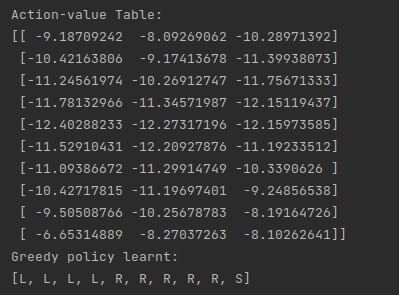 Action-value Table:
[[ -9.18709242  -8.09269062 -10.28971392]
 [-10.42163806  -9.17413678 -11.39938073]
 [-11.24561974 -10.26912747 -11.75671333]
 [-11.78132966 -11.34571987 -12.15119437]
 [-12.40288233 -12.27317196 -12.15973585]
 [-11.52910431 -12.20927876 -11.19233512]
 [-11.09386672 -11.29914749 -10.3390626 ]
 [-10.42717815 -11.19697401  -9.24856538]
 [ -9.50508766 -10.25678783  -8.19164726]
 [ -6.65314889  -8.27037263  -8.10262641]]
Greedy policy learnt:
[L, L, L, L, R, R, R, R, R, S]